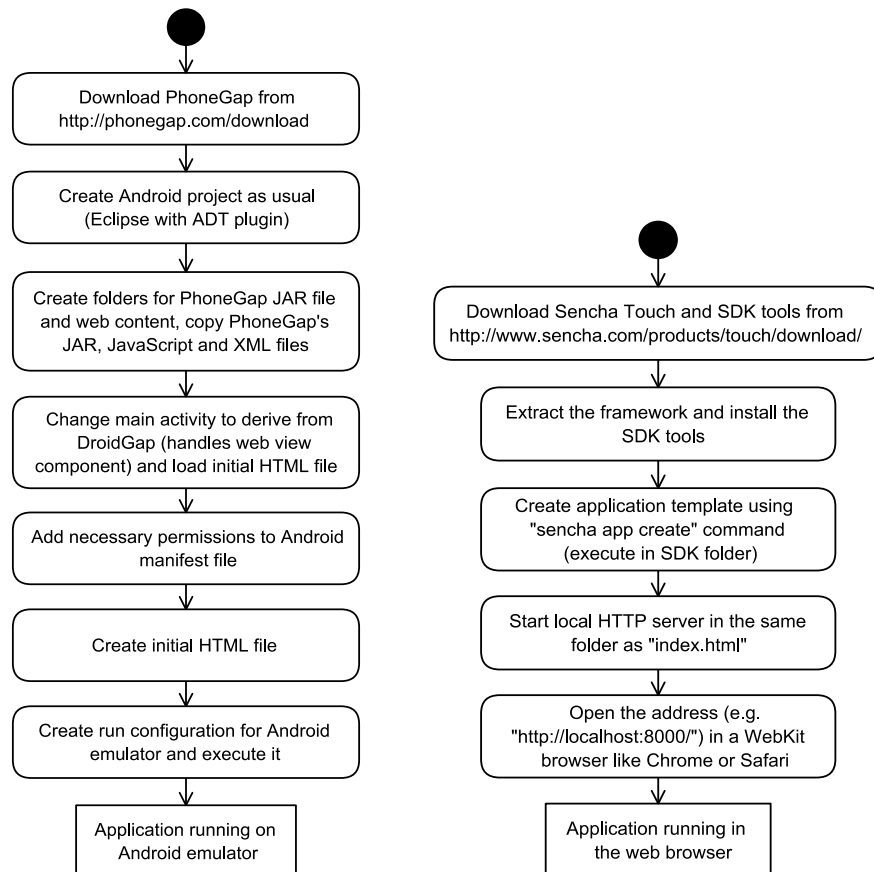 Download PhoneGap from
http://phonegap.com/download
Create Android project as usual
(Eclipse with ADT plugin)
Create folders for PhoneGap JAR file
and web content, copy PhoneGap's
JAR, JavaScript and XML files
Change main activity to derive from
DroidGap (handles web view
component) and load initial HTML file
Add necessary permissions to Android
manifest file
Create initial HTML file
Create run configuration for Android
emulator and execute it
Application running on
Android emulator
Download Sencha Touch and SDK tools from
http://www.sencha.com/products/touch/download/
Extract the framework and install the
SDK tools
Create application template using
"sencha app create" command
(execute in SDK folder)
Start local HTTP server in the same
folder as "index.html"
Open the address (e.g.
"http://localhost:8000/") in a WebKit
browser like Chrome or Safari
Application running in
the web browser